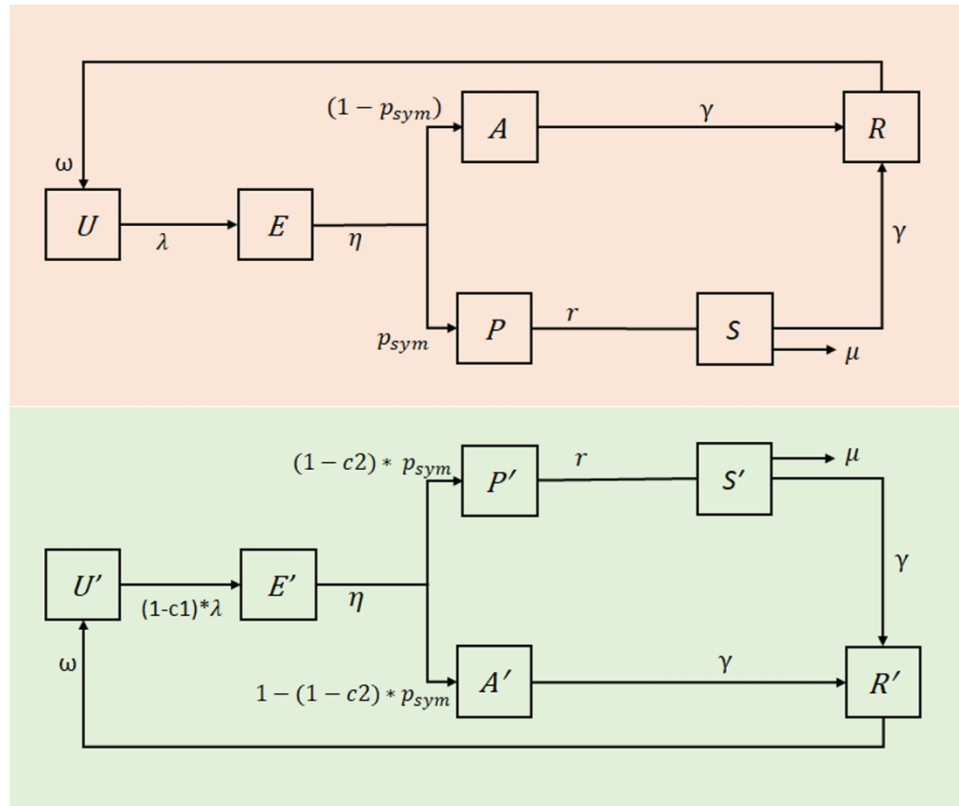 (1 − p_sym)
A
γ
R
ω
U
λ
E
η
γ
p_sym
P
r
S
μ
(1 − c2) ∗ p_sym
P′
r
S′
μ
U'
(1-c1)*λ
E′
η
γ
ω
1 − (1 − c2) ∗ p_sym
A′
γ
R′